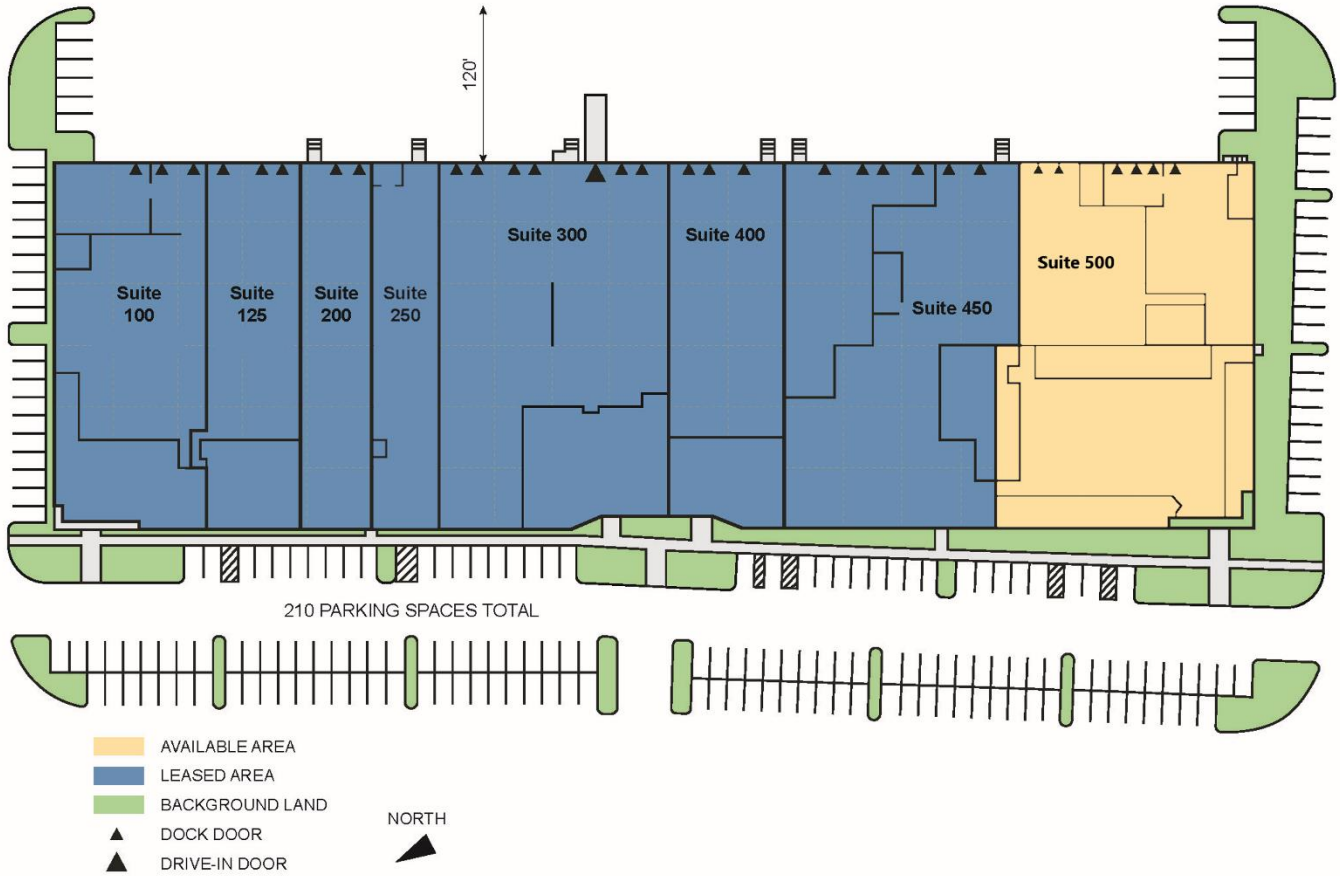 120'
Suite 300
Suite 400
Suite 500
Suite
100
Suite
125
Suite
200
Suite
250
Suite 450
210 PARKING SPACES TOTAL
AVAILABLE AREA
LEASED AREA
BACKGROUND LAND
DOCK DOOR
DRIVE-IN DOOR
NORTH